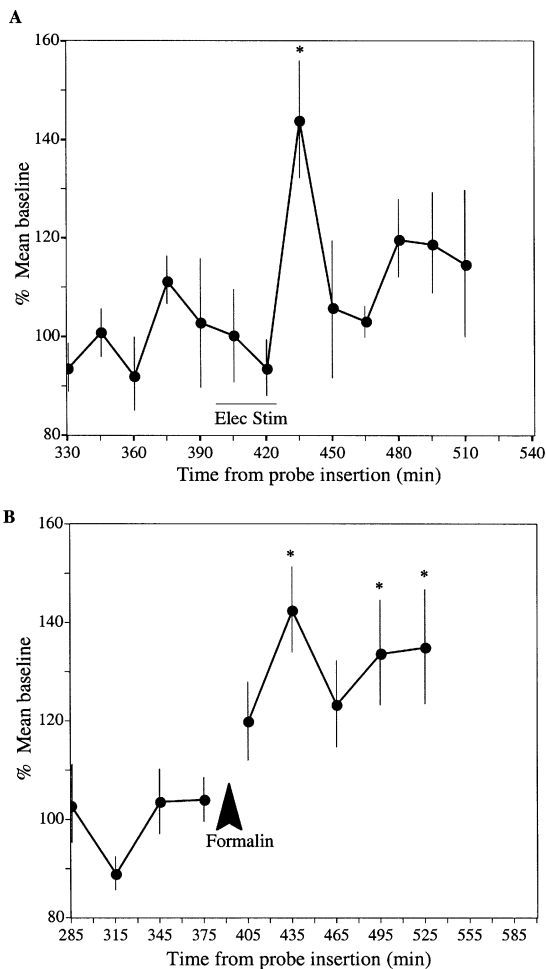 A
160
*
140
120
100
80
% Mean baseline
Elec Stim
330 360 390 420 450 480 510 540
Time from probe insertion (min)
B
160
*
*
*
140
120
100
80
% Mean baseline
Formalin
285 315 345 375 405 435 465 495 525 555 585
Time from probe insertion (min)